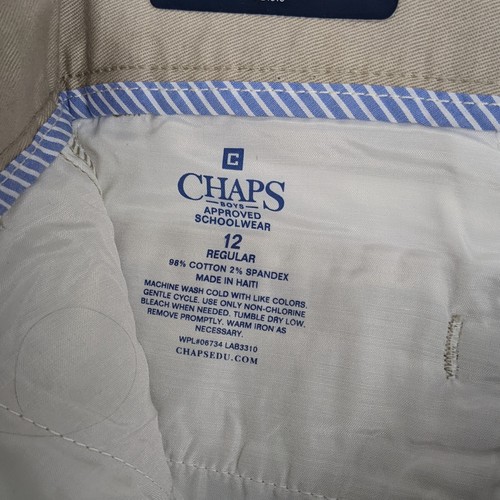 C
CHAPS
BOYS
APPROVED
SCHOOLWEAR
12
REGULAR
98% COTTON 2% SPANDEX
MADE IN HAITI
MACHINE WASH COLD WITH LIKE COLORS.
GENTLE CYCLE. USE ONLY NON-CHLORINE
BLEACH WHEN NEEDED. TUMBLE DRY LOW.
REMOVE PROMPTLY. WARM IRON AS
NECESSARY.
WPL#06734 LAB3310
CHAPSEDU.COM